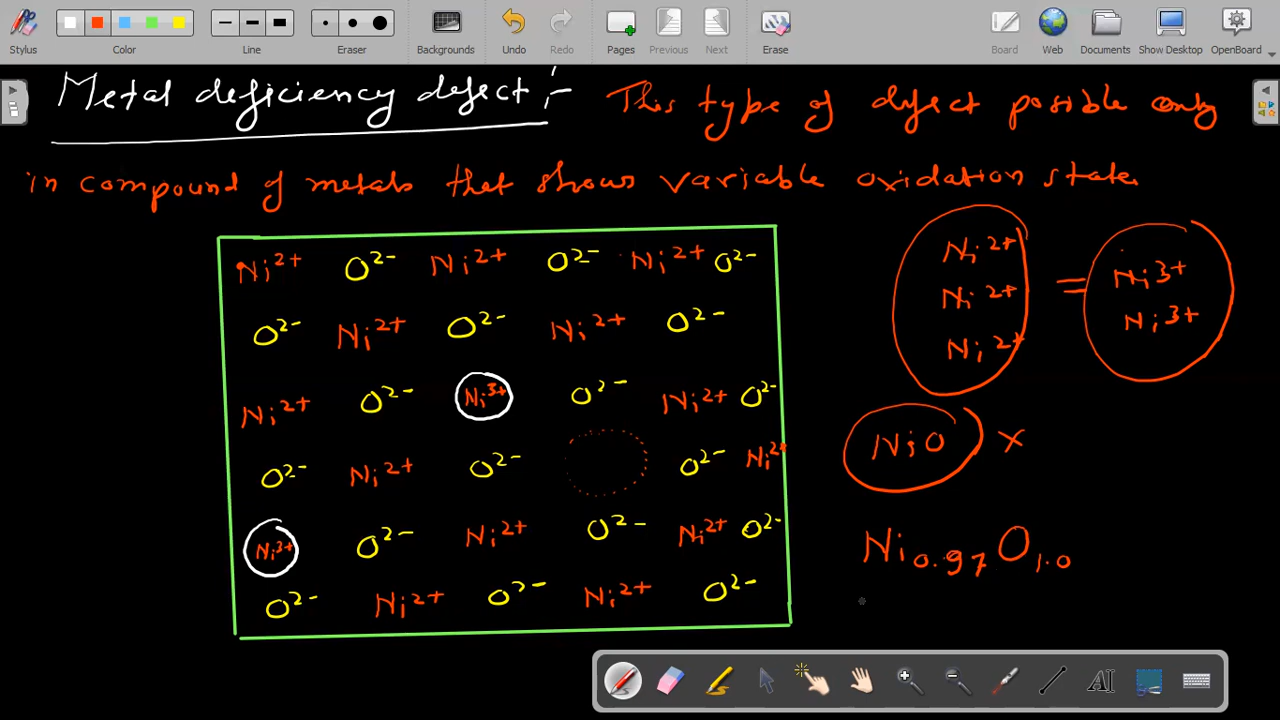 Stylus Color Line Eraser Backgrounds Undo Redo Pages Previous Next Erase Board Web Documents Show Desktop OpenBoard
Metal deficiency defect :- This type of defect possible only
in compound of metals that shows variable oxidation state
Ni2+ O2- Ni2+ O2- Ni2+ O2-
O2- Ni2+ O2- Ni2+ O2-
Ni2+ O2- Ni3+ O2- Ni2+ O2-
O2- Ni2+ O2- O2- Ni2+
Ni3+ O2- Ni2+ O2- Ni2+ O2-
O2- Ni2+ O2- Ni2+ O2-
Ni2+
Ni2+
Ni2+
=
Ni3+
Ni3+
NiO ×
Ni0.97O1.0
AI